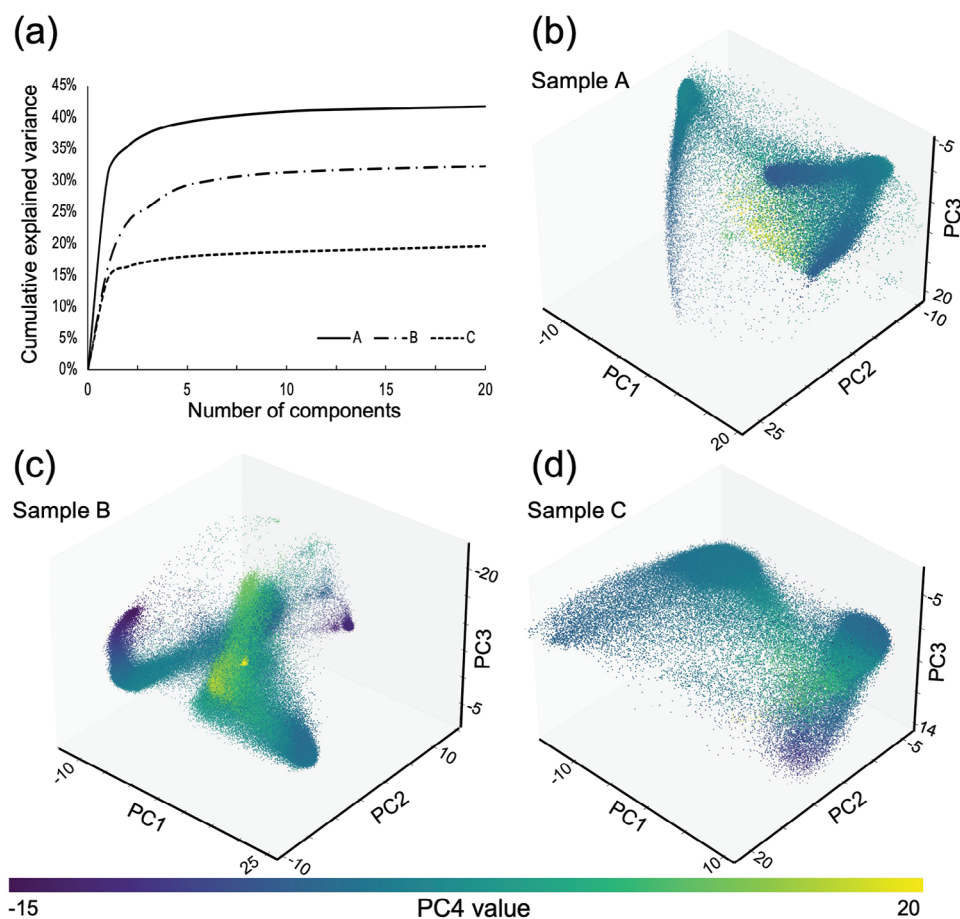 (a)
45%
40%
35%
30%
25%
20%
15%
10%
5%
0%
Cumulative explained variance
A B C
0 5 10 15 20
Number of components
(b)
Sample A
-5
PC3
20
-10
PC2
25
-10
PC1
20
(c)
Sample B
-20
PC3
-5
10
PC2
-10
-10
PC1
25
(d)
Sample C
-5
PC3
14
-5
PC2
20
-10
PC1
10
-15 PC4 value 20